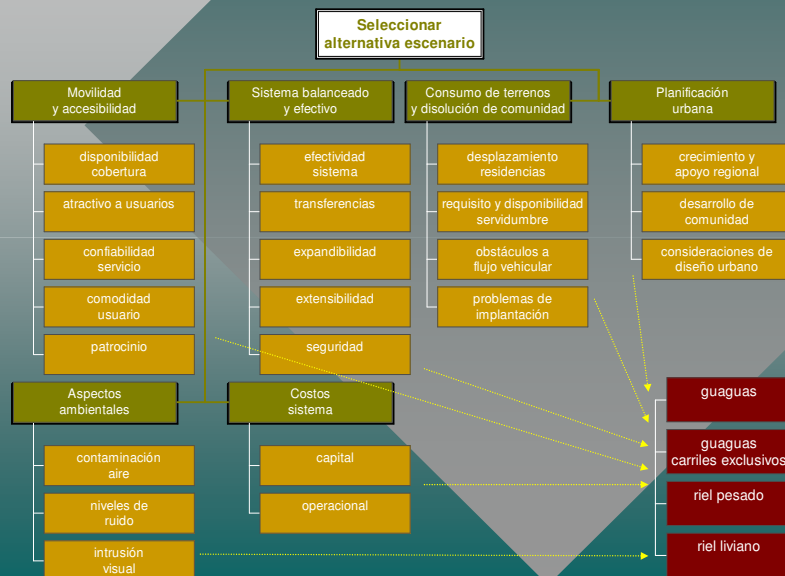 Seleccionar
alternativa escenario
Movilidad
y accesibilidad
disponibilidad
cobertura
atractivo a usuarios
confiabilidad
servicio
comodidad
usuario
patrocinio
Sistema balanceado
y efectivo
efectividad
sistema
transferencias
expandibilidad
extensibilidad
seguridad
Consumo de terrenos
y disolución de comunidad
desplazamiento
residencias
requisito y disponibilidad
servidumbre
obstáculos a
flujo vehicular
problemas de
implantación
Planificación
urbana
crecimiento y
apoyo regional
desarrollo de
comunidad
consideraciones de
diseño urbano
Aspectos
ambientales
contaminación
aire
niveles de
ruido
intrusión
visual
Costos
sistema
capital
operacional
guaguas
guaguas
carriles exclusivos
riel pesado
riel liviano